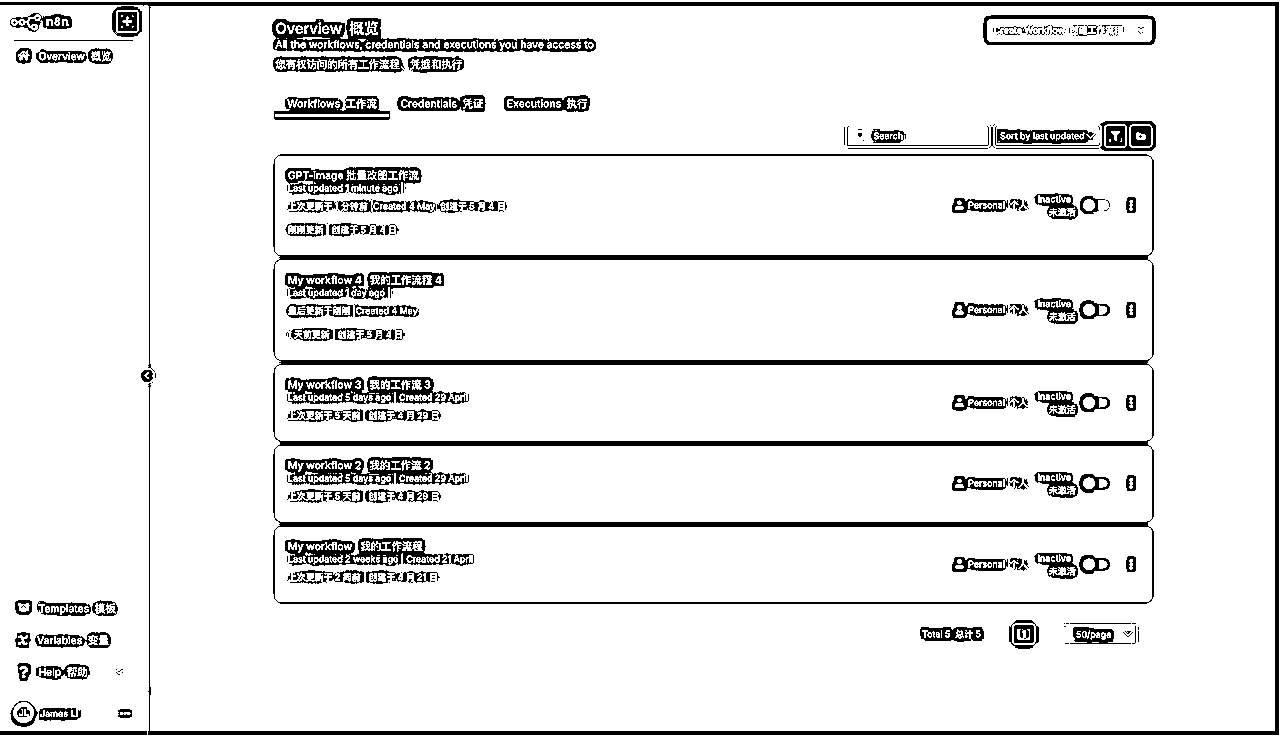 n8n
Overview 概览
Overview 概览
All the workflows, credentials and executions you have access to
您有权访问的所有工作流程、凭据和执行
Create Workflow 创建工作流程
Workflows 工作流
Credentials 凭证
Executions 执行
Search
Sort by last updated
GPT-image 批量改图工作流
Last updated 1 minute ago |
上次更新于 1 分钟前 |Created 4 May 创建于 5 月 4 日
刚刚更新 | 创建于 5 月 4 日
Personal 个人
Inactive
未激活
My workflow 4 我的工作流程 4
Last updated 1 day ago |
最后更新于刚刚 |Created 4 May
天前更新 | 创建于 5 月 4 日
Personal 个人
Inactive
未激活
My workflow 3 我的工作流 3
Last updated 5 days ago | Created 29 April
上次更新于 5 天前 | 创建于 4 月 29 日
Personal 个人
Inactive
未激活
My workflow 2 我的工作流 2
Last updated 5 days ago | Created 29 April
上次更新于 5 天前 | 创建于 4 月 29 日
Personal 个人
Inactive
未激活
My workflow 我的工作流程
Last updated 2 weeks ago | Created 21 April
上次更新于 2 周前 | 创建于 4 月 21 日
Personal 个人
Inactive
未激活
Total 5 总计 5
1
50/page
Templates 模板
Variables 变量
Help 帮助
JL
James Li